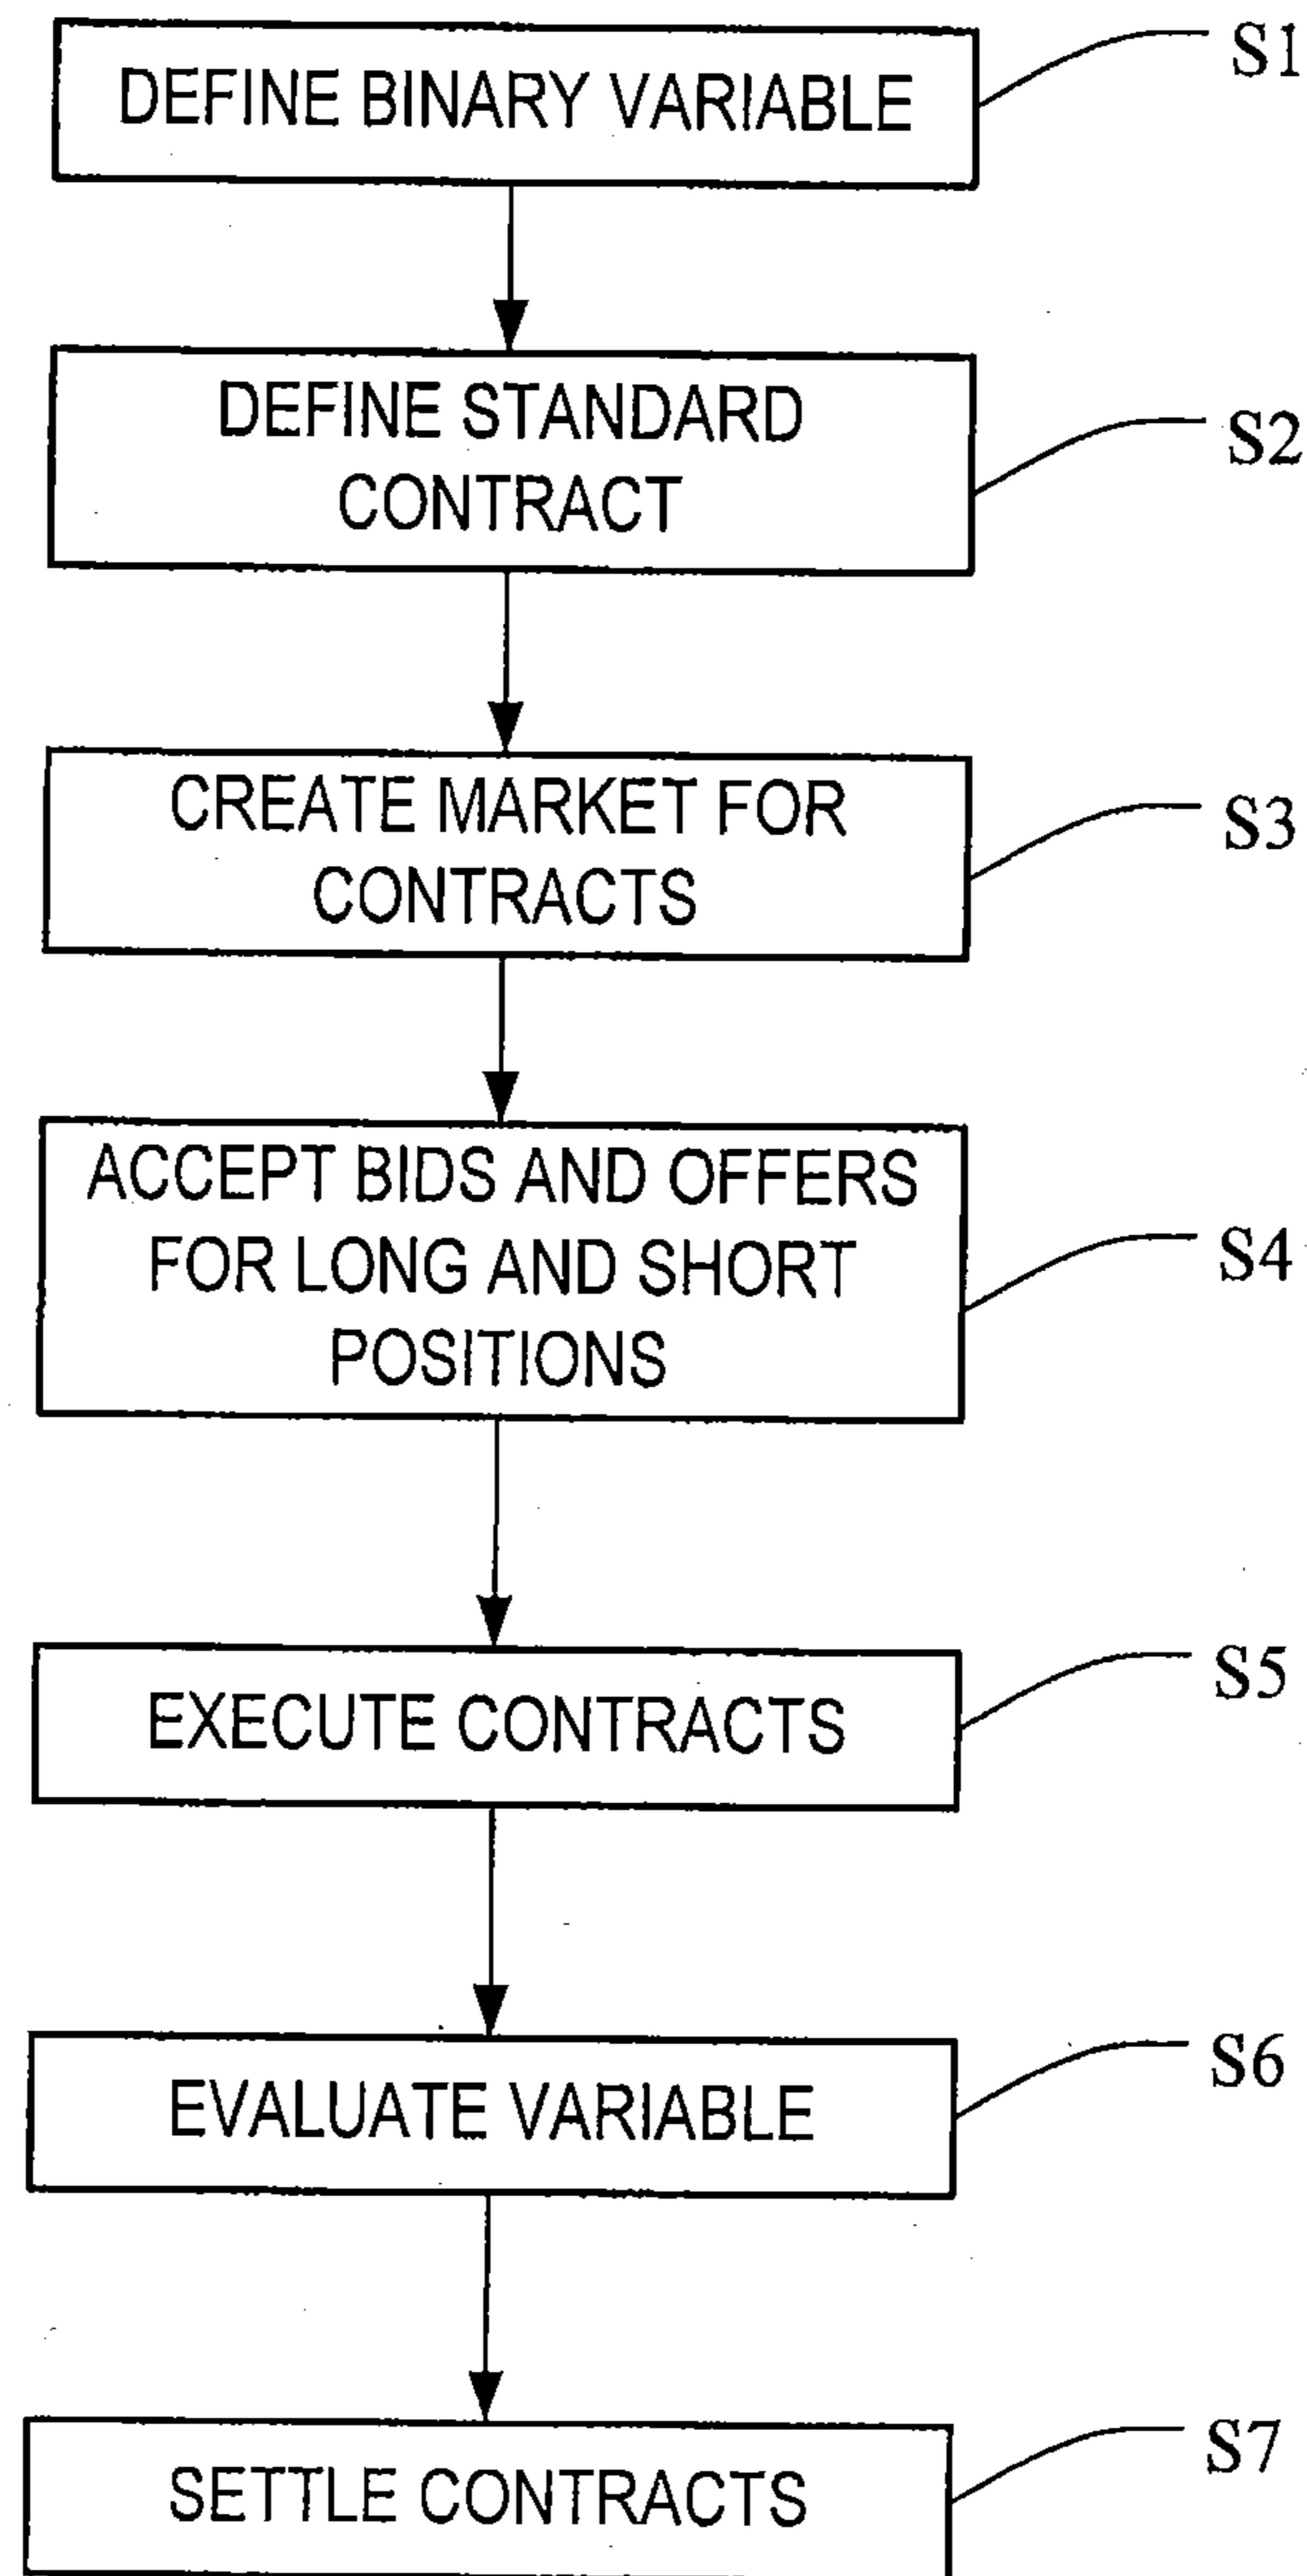 DEFINE BINARY VARIABLE
S1
DEFINE STANDARD
CONTRACT
S2
CREATE MARKET FOR
CONTRACTS
S3
ACCEPT BIDS AND OFFERS
FOR LONG AND SHORT
POSITIONS
S4
EXECUTE CONTRACTS
S5
EVALUATE VARIABLE
S6
SETTLE CONTRACTS
S7